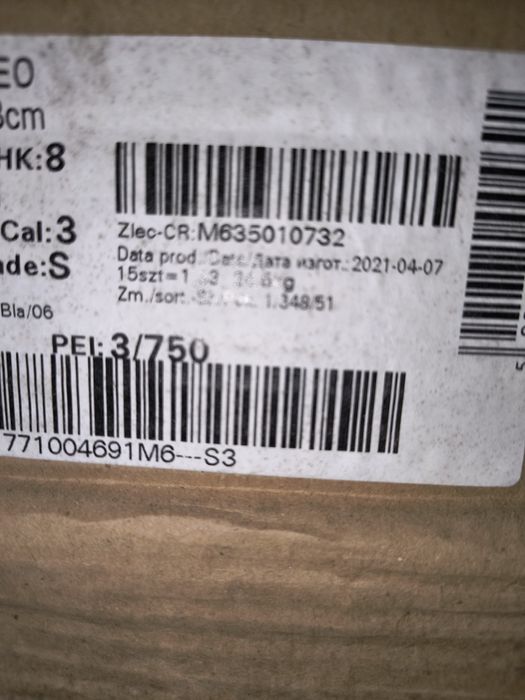 EO
8cm
HK:8
Cal:3
ade:S
Bla/06
Zlec-CR:M635010732
Data prod. Date/Дата изгот.: 2021-04-07
15szt=1
Zm./sort. 1.348/51
PEI: 3/750
771004691M6---S3